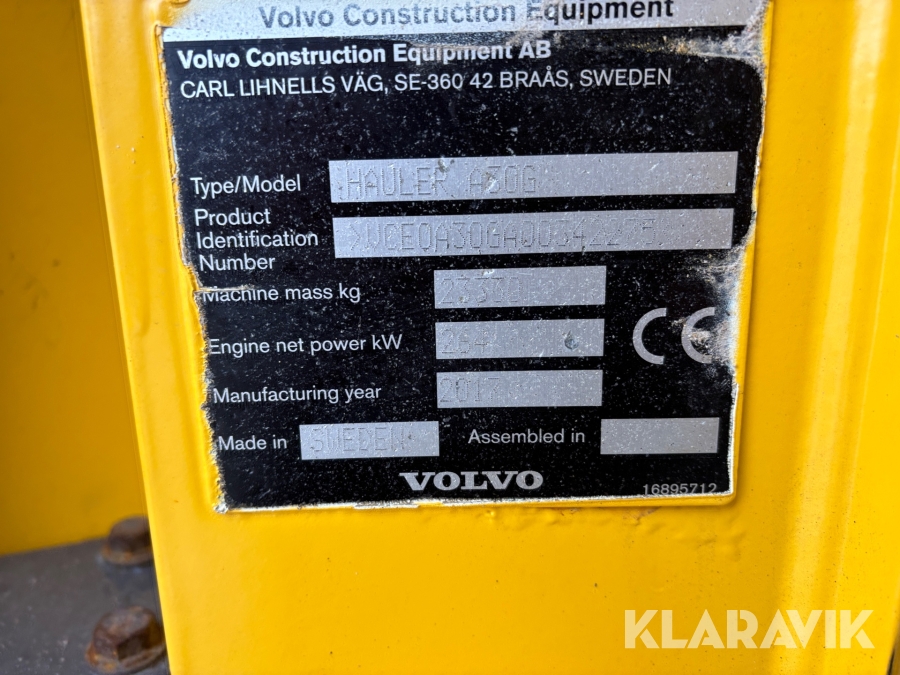 Volvo Construction Equipment
Volvo Construction Equipment AB
CARL LIHNELLS VÄG, SE-360 42 BRAÅS, SWEDEN
Type/Model HAULER A30G
Product
Identification
Number
Machine mass kg
Engine net power kW
Manufacturing year 2017
Made in SWEDEN
Assembled in
VOLVO
16895712
CE
KLARAVIK